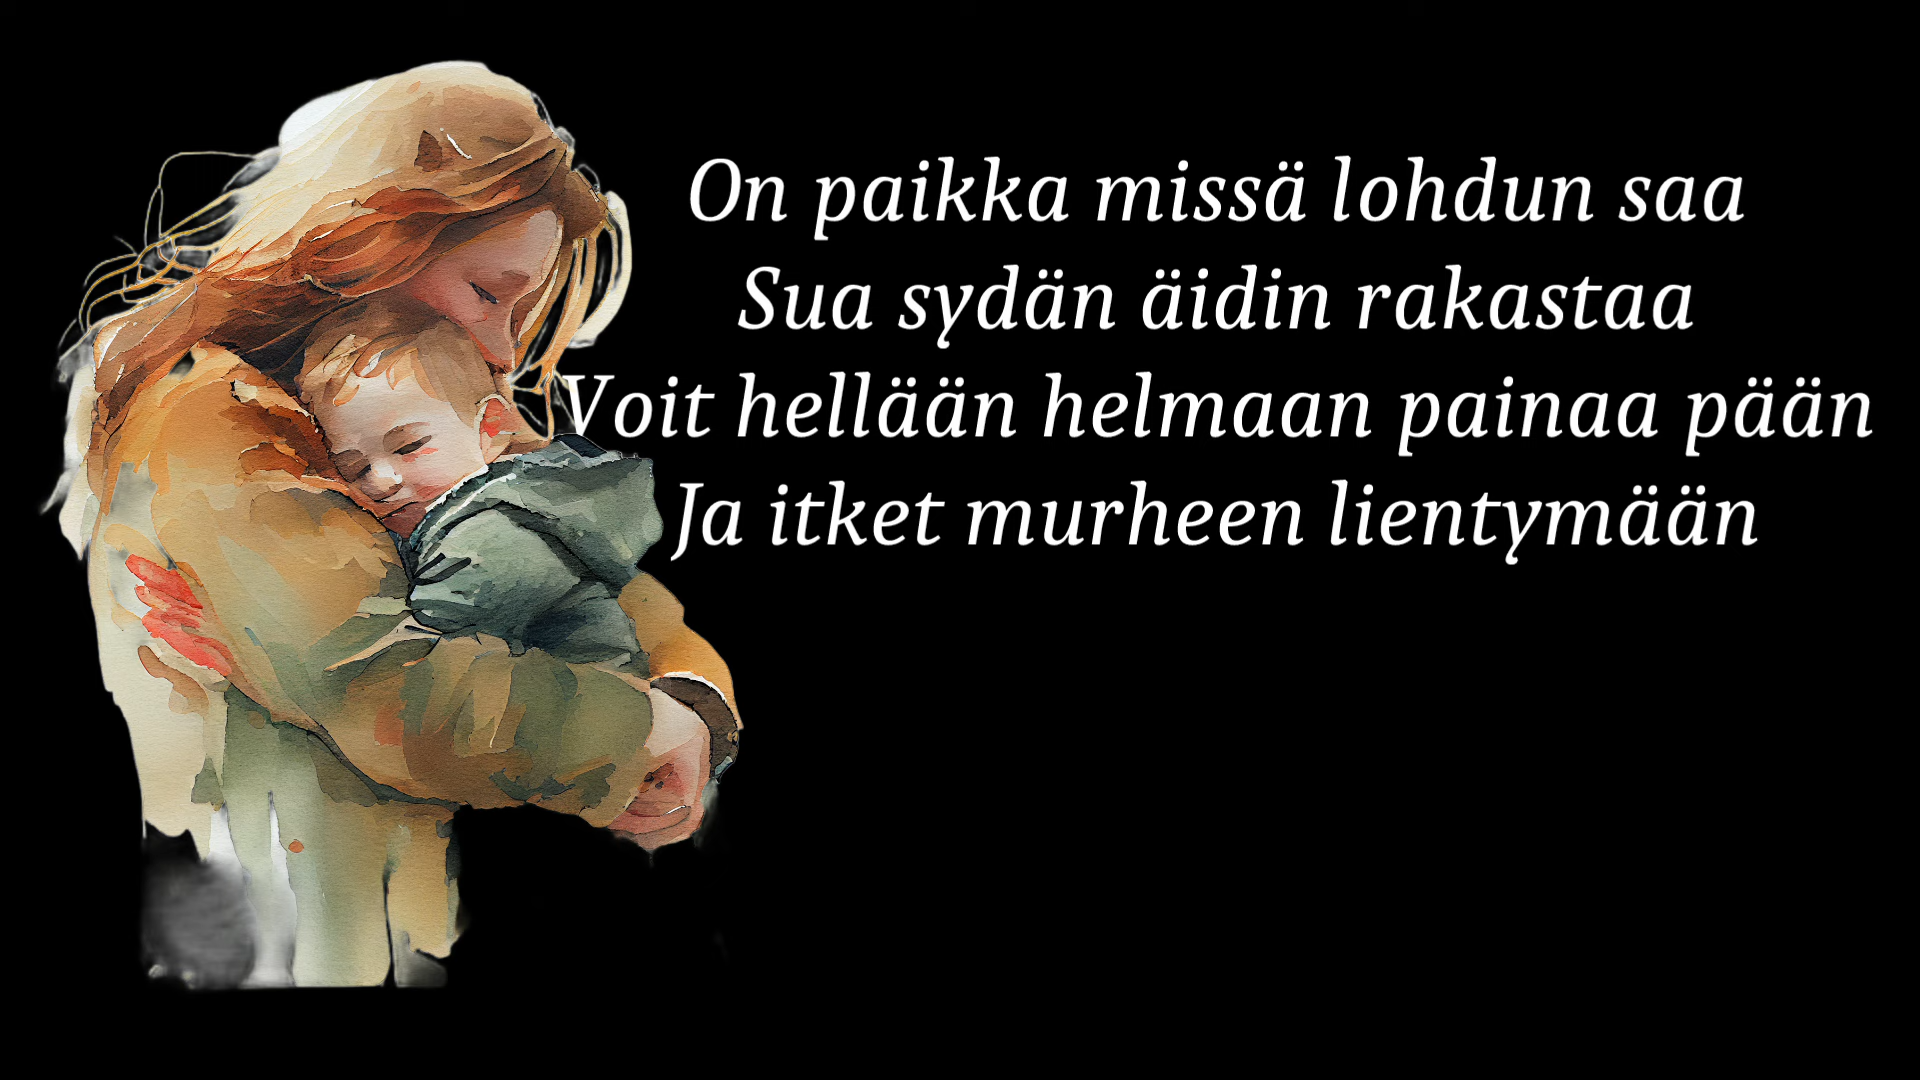 On paikka missä lohdun saa
Sua sydän äidin rakastaa
Voit hellään helmaan painaa pään
Ja itket murheen lientymään